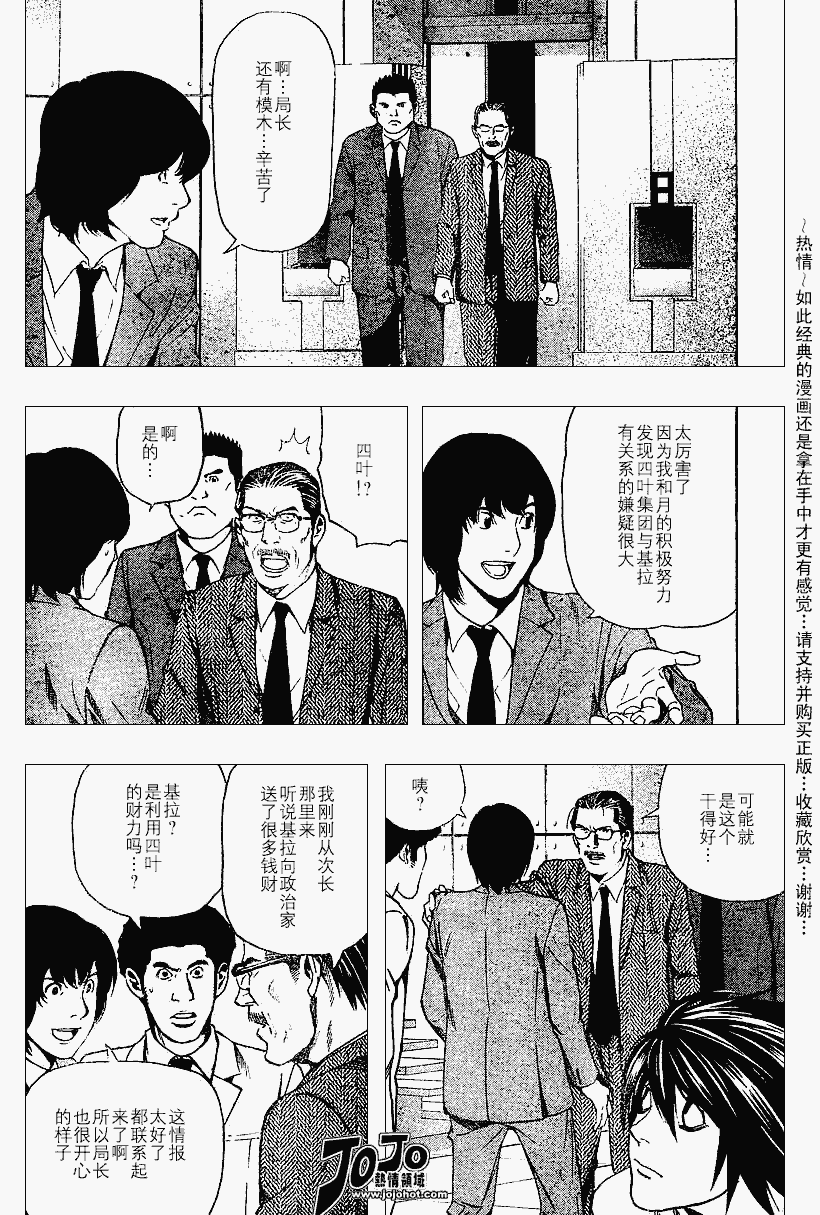 啊…局长
还有模木…辛苦了
太厉害了
因为我和月的积极努力
发现四叶集团与基拉
有关系的嫌疑很大
四叶!?
啊
是的…
可能就
是这个
干得好…
咦?
我刚刚从次长
那里来
听说基拉向政治家
送了很多钱财
基拉?
是利用四叶
的财力吗…?
这情报
太好了
都联系起
来了啊
所以局长
也很开心
的样子
~热情~如此经典的漫画还是拿在手中才更有感觉…请支持并购买正版…收藏欣赏…谢谢…
JOJO
热情領域
www.jojohot.com